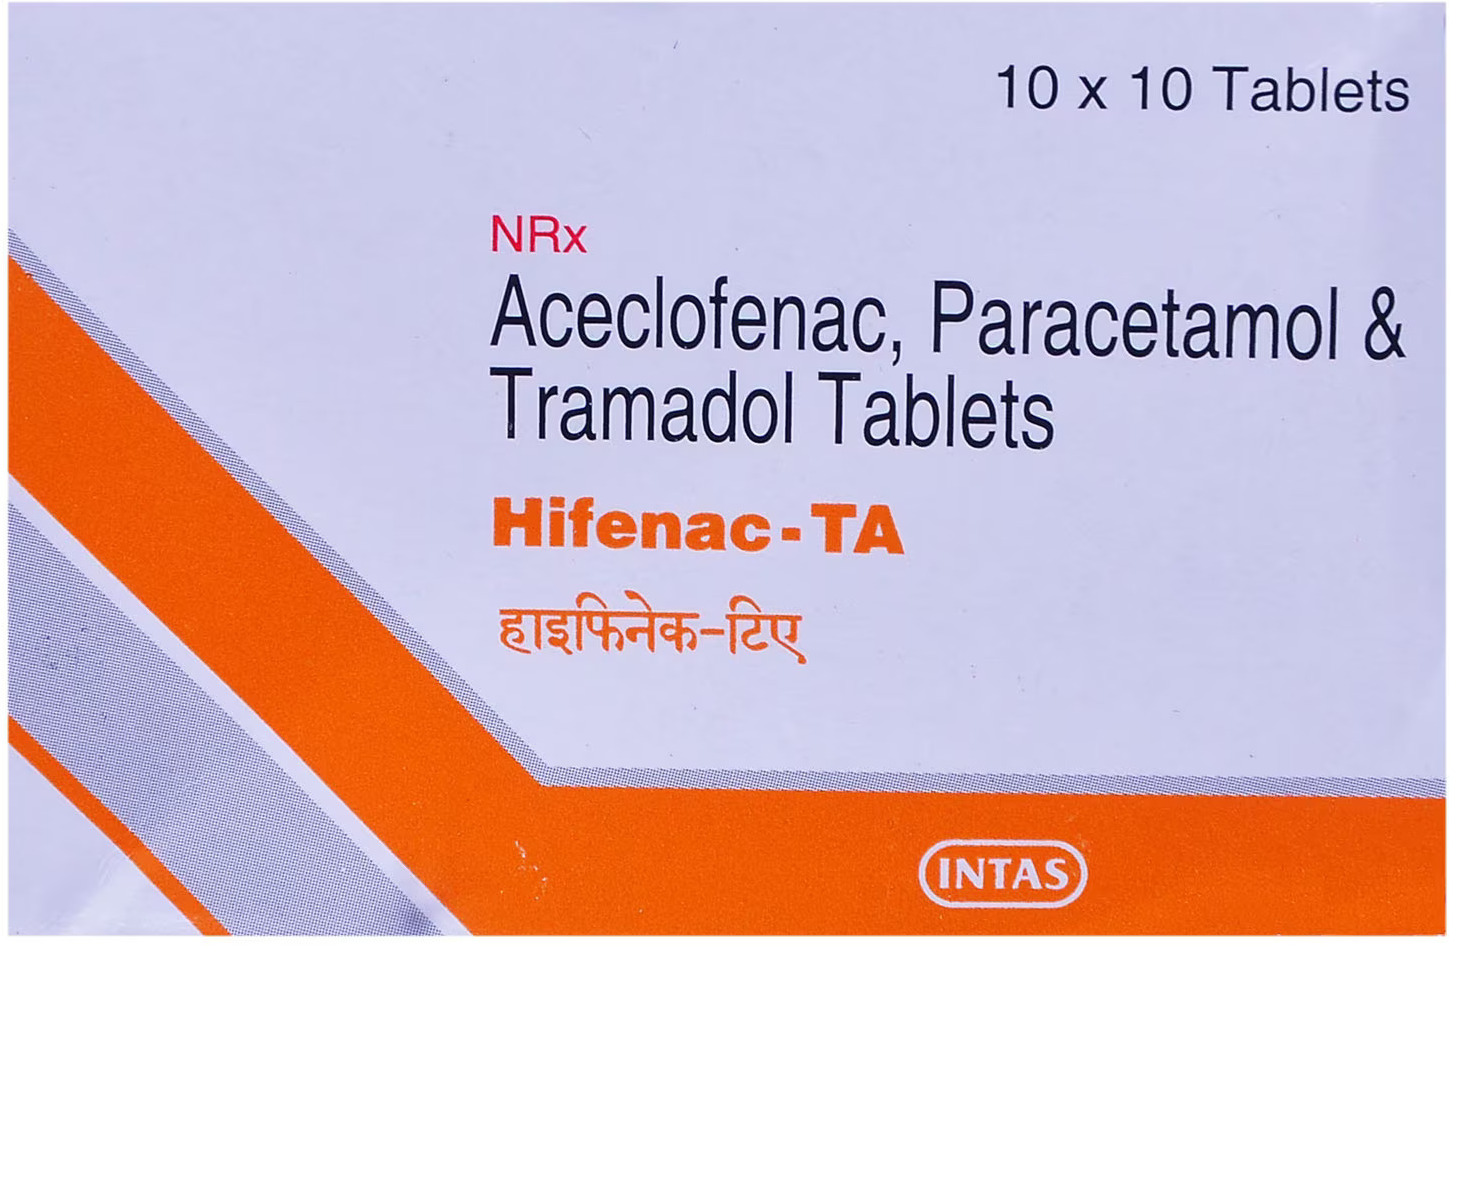 10 x 10 Tablets
NRx
Aceclofenac, Paracetamol &
Tramadol Tablets
Hifenac-TA
हाइफिनेक-टिए
INTAS